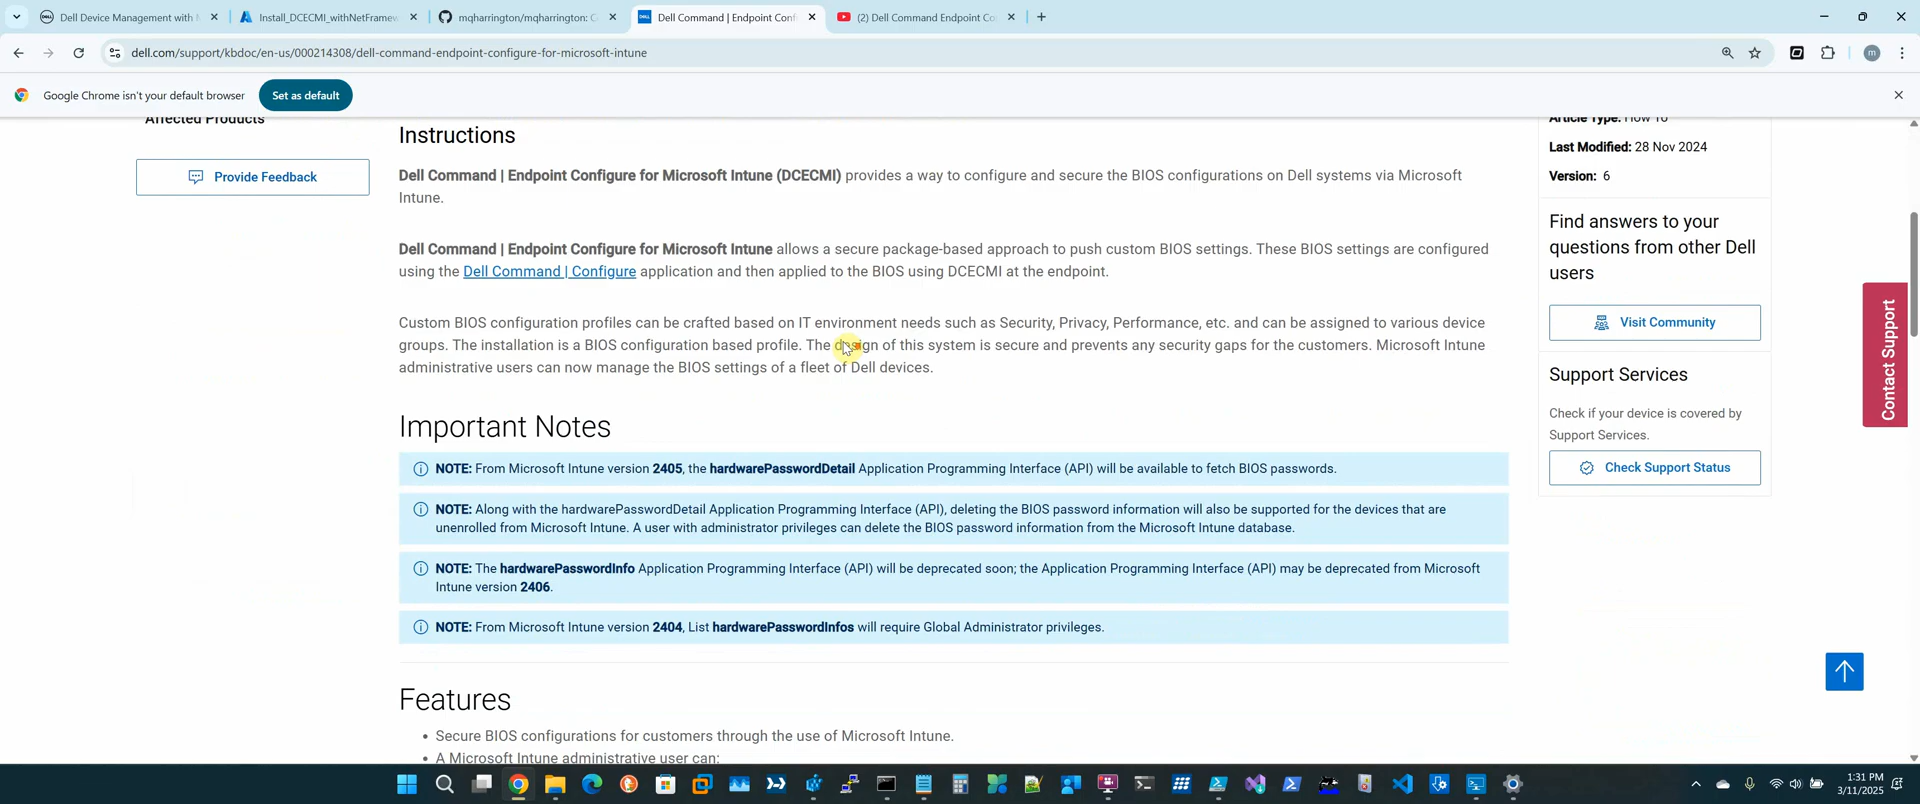 Dell Device Management with
Install_DCECMI_withNetFramew
mqharrington/mqharrington: C
Dell Command | Endpoint Conf
(2) Dell Command Endpoint Co
dell.com/support/kbdoc/en-us/000214308/dell-command-endpoint-configure-for-microsoft-intune
m
Google Chrome isn't your default browser
Set as default
Affected Products
Provide Feedback
Instructions
Dell Command | Endpoint Configure for Microsoft Intune (DCECMI) provides a way to configure and secure the BIOS configurations on Dell systems via Microsoft
Intune.
Dell Command | Endpoint Configure for Microsoft Intune allows a secure package-based approach to push custom BIOS settings. These BIOS settings are configured
using the Dell Command | Configure application and then applied to the BIOS using DCECMI at the endpoint.
Custom BIOS configuration profiles can be crafted based on IT environment needs such as Security, Privacy, Performance, etc. and can be assigned to various device
groups. The installation is a BIOS configuration based profile. The design of this system is secure and prevents any security gaps for the customers. Microsoft Intune
administrative users can now manage the BIOS settings of a fleet of Dell devices.
Important Notes
NOTE: From Microsoft Intune version 2405, the hardwarePasswordDetail Application Programming Interface (API) will be available to fetch BIOS passwords.
NOTE: Along with the hardwarePasswordDetail Application Programming Interface (API), deleting the BIOS password information will also be supported for the devices that are
unenrolled from Microsoft Intune. A user with administrator privileges can delete the BIOS password information from the Microsoft Intune database.
NOTE: The hardwarePasswordInfo Application Programming Interface (API) will be deprecated soon; the Application Programming Interface (API) may be deprecated from Microsoft
Intune version 2406.
NOTE: From Microsoft Intune version 2404, List hardwarePasswordInfos will require Global Administrator privileges.
Features
• Secure BIOS configurations for customers through the use of Microsoft Intune.
• A Microsoft Intune administrative user can:
Article Type: How To
Last Modified: 28 Nov 2024
Version: 6
Find answers to your
questions from other Dell
users
Visit Community
Support Services
Check if your device is covered by
Support Services.
Check Support Status
Contact Support
1:31 PM
3/11/2025